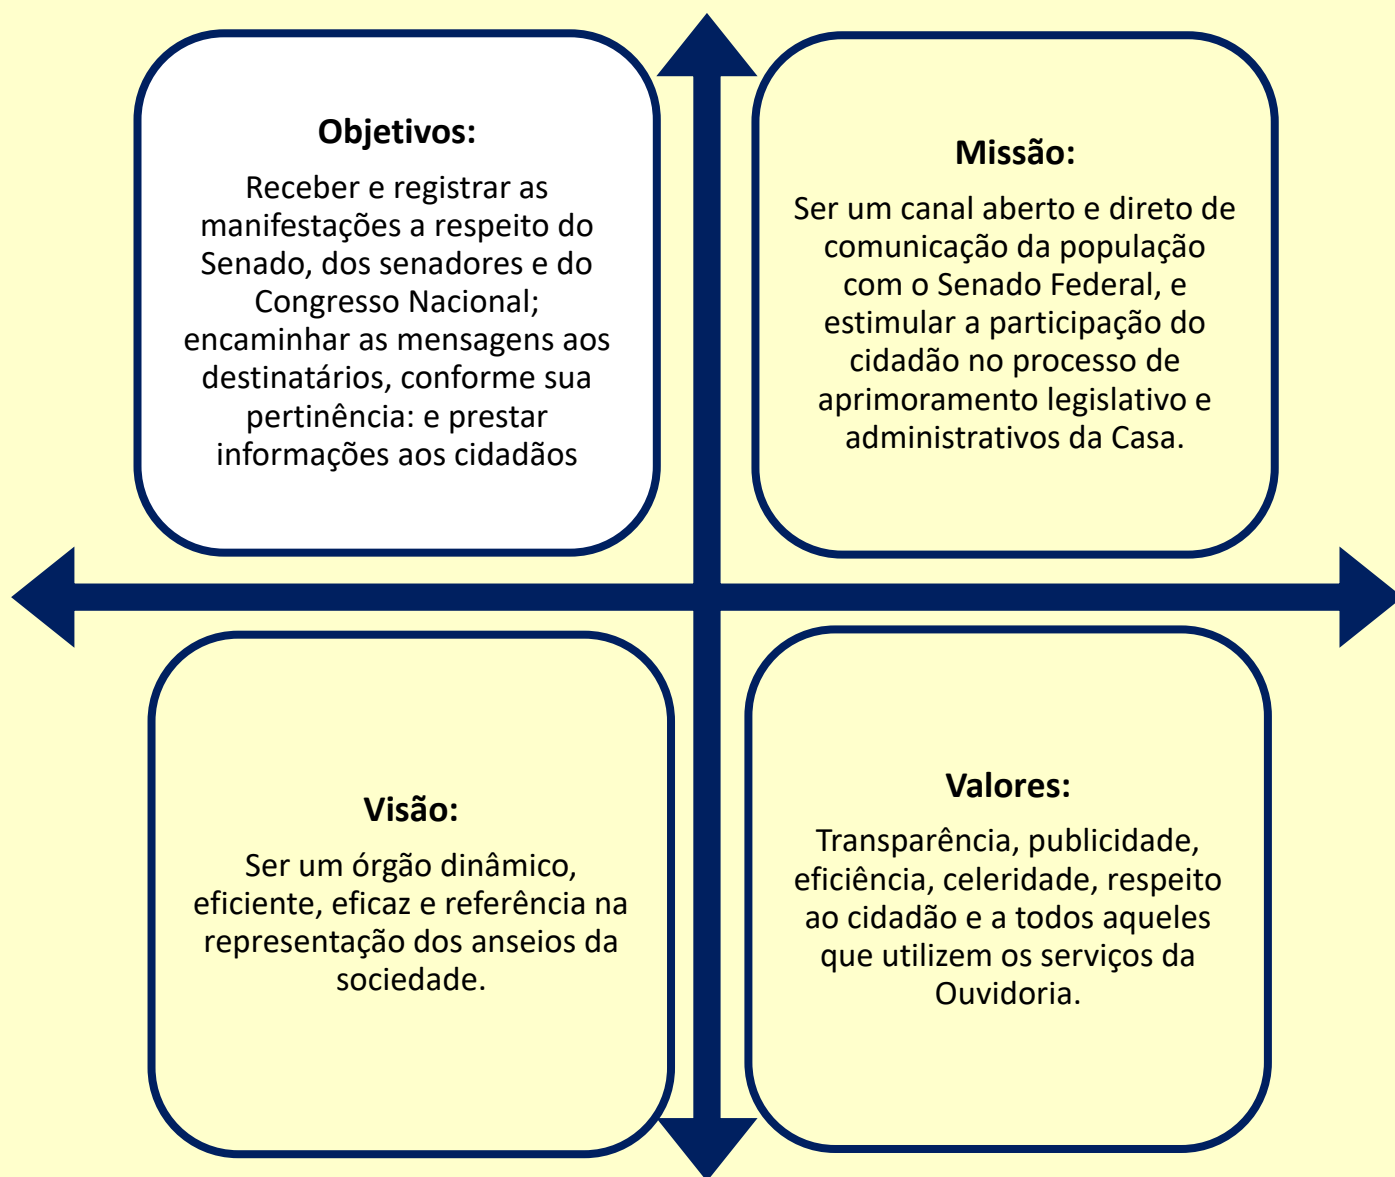 Objetivos:
Receber e registrar as
manifestações a respeito do
Senado, dos senadores e do
Congresso Nacional;
encaminhar as mensagens aos
destinatários, conforme sua
pertinência: e prestar
informações aos cidadãos
Missão:
Ser um canal aberto e direto de
comunicação da população
com o Senado Federal, e
estimular a participação do
cidadão no processo de
aprimoramento legislativo e
administrativos da Casa.
Visão:
Ser um órgão dinâmico,
eficiente, eficaz e referência na
representação dos anseios da
sociedade.
Valores:
Transparência, publicidade,
eficiência, celeridade, respeito
ao cidadão e a todos aqueles
que utilizem os serviços da
Ouvidoria.